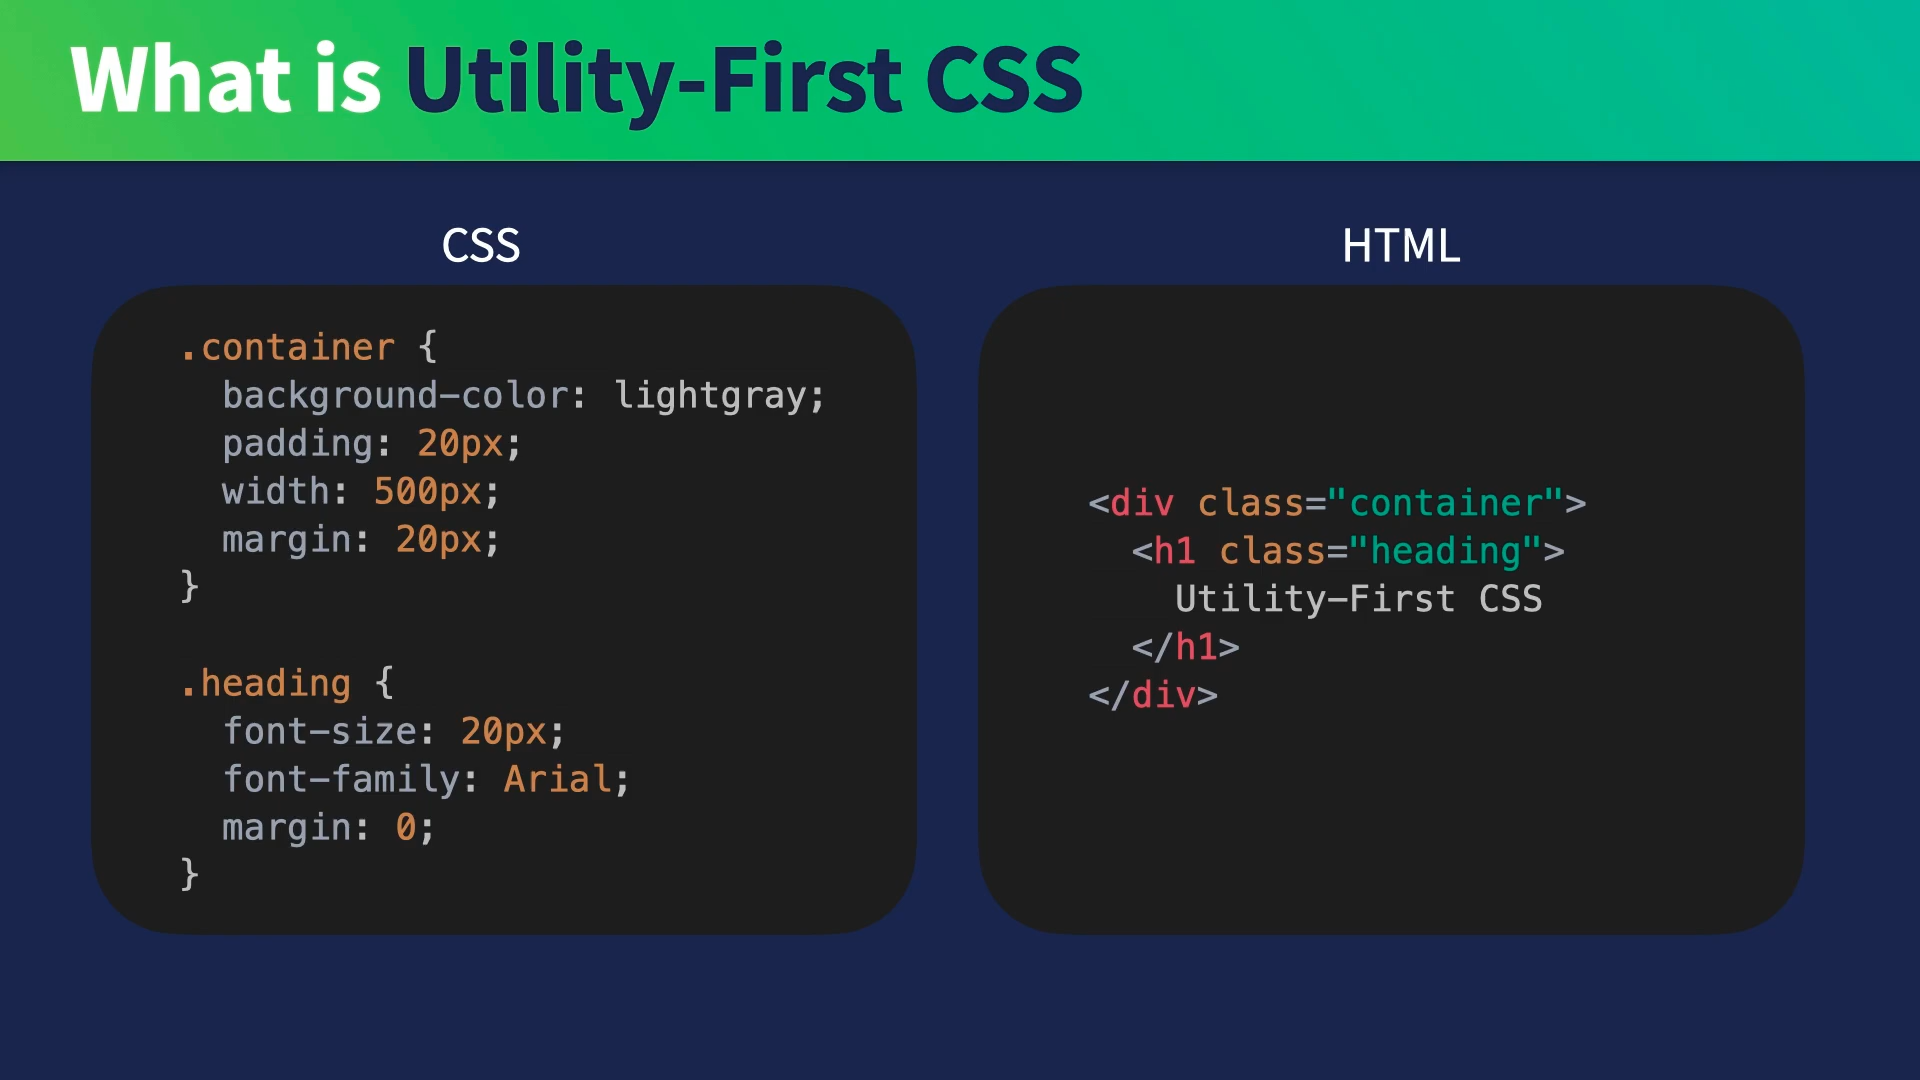 What is Utility-First CSS
CSS
.container {
  background-color: lightgray;
  padding: 20px;
  width: 500px;
  margin: 20px;
}

.heading {
  font-size: 20px;
  font-family: Arial;
  margin: 0;
}
HTML
<div class="container">
  <h1 class="heading">
    Utility-First CSS
  </h1>
</div>